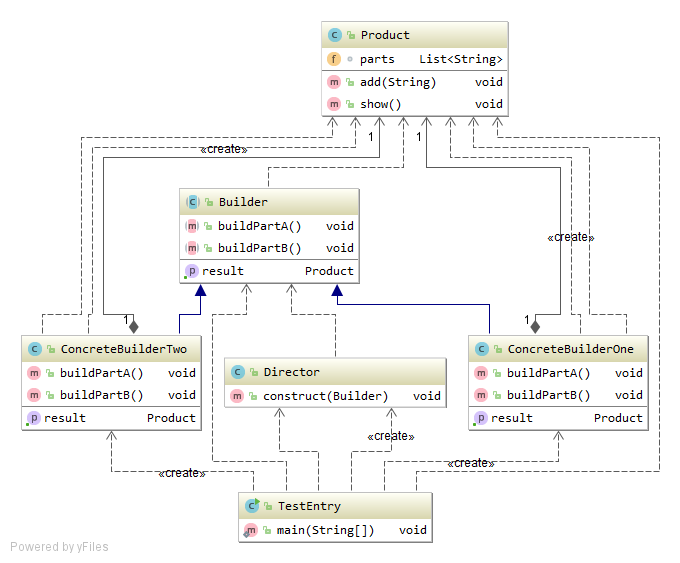 Product
parts List<String>
add(String) void
show() void
1
1
«create»
Builder
buildPartA() void
buildPartB() void
result Product
«create»
1
1
ConcreteBuilderTwo
buildPartA() void
buildPartB() void
result Product
Director
construct(Builder) void
ConcreteBuilderOne
buildPartA() void
buildPartB() void
result Product
«create»
«create»
«create»
TestEntry
main(String[]) void
Powered by yFiles